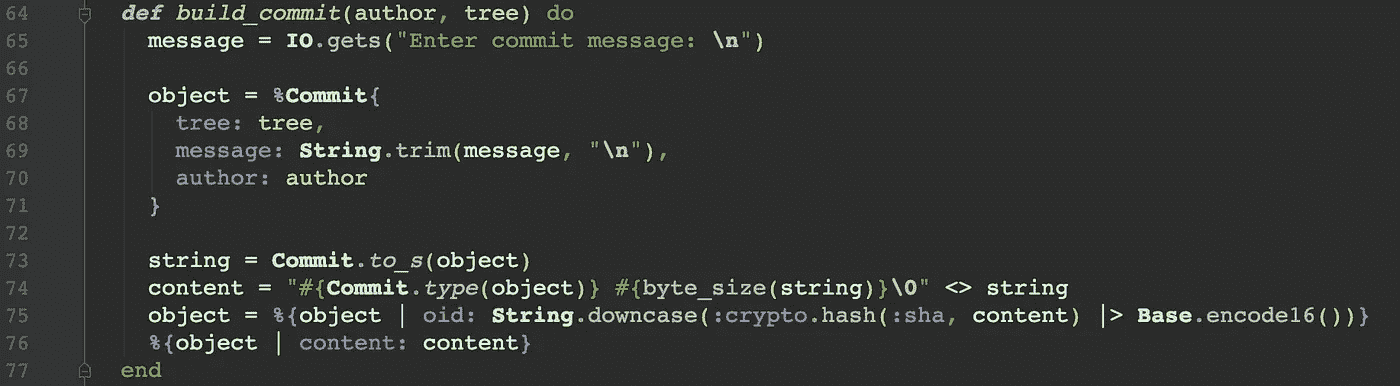 64 def build_commit(author, tree) do
65 message = IO.gets("Enter commit message: \n")
66
67 object = %Commit{
68 tree: tree,
69 message: String.trim(message, "\n"),
70 author: author
71 }
72
73 string = Commit.to_s(object)
74 content = "#{Commit.type(object)} #{byte_size(string)}\0" <> string
75 object = %{object | oid: String.downcase(:crypto.hash(:sha, content) |> Base.encode16())}
76 %{object | content: content}
77 end